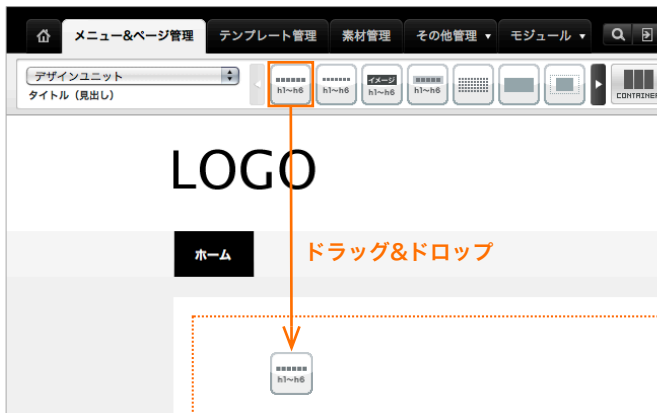 メニュー&ページ管理 テンプレート管理 素材管理 その他管理 ▼ モジュール ▼
デザインユニット
タイトル（見出し）
h1~h6 h1~h6 イメージ h1~h6 h1~h6 CONTAINER
LOGO
ホーム
ドラッグ&ドロップ
h1~h6